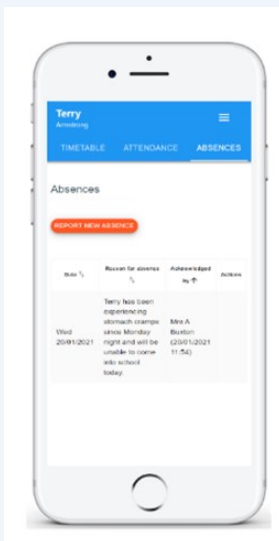 Terry
Armstrong
TIMETABLE ATTENDANCE ABSENCES
Absences
REPORT NEW ABSENCE
Date Reason for absence Acknowledged by Actions
Terry has been
experiencing
stomach cramps
since Monday
night and will be
unable to come
into school
today.
Wed
20/01/2021
Mrs A
Buxton
(20/01/2021
11:54)